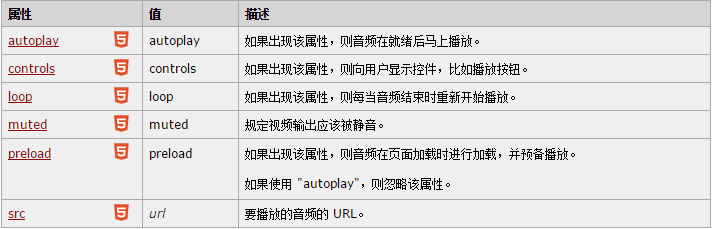 属性 值 描述
autoplay autoplay 如果出现该属性，则音频在就绪后马上播放。
controls controls 如果出现该属性，则向用户显示控件，比如播放按钮。
loop loop 如果出现该属性，则每当音频结束时重新开始播放。
muted muted 规定视频输出应该被静音。
preload preload 如果出现该属性，则音频在页面加载时进行加载，并预备播放。
如果使用 "autoplay"，则忽略该属性。
src url 要播放的音频的 URL。